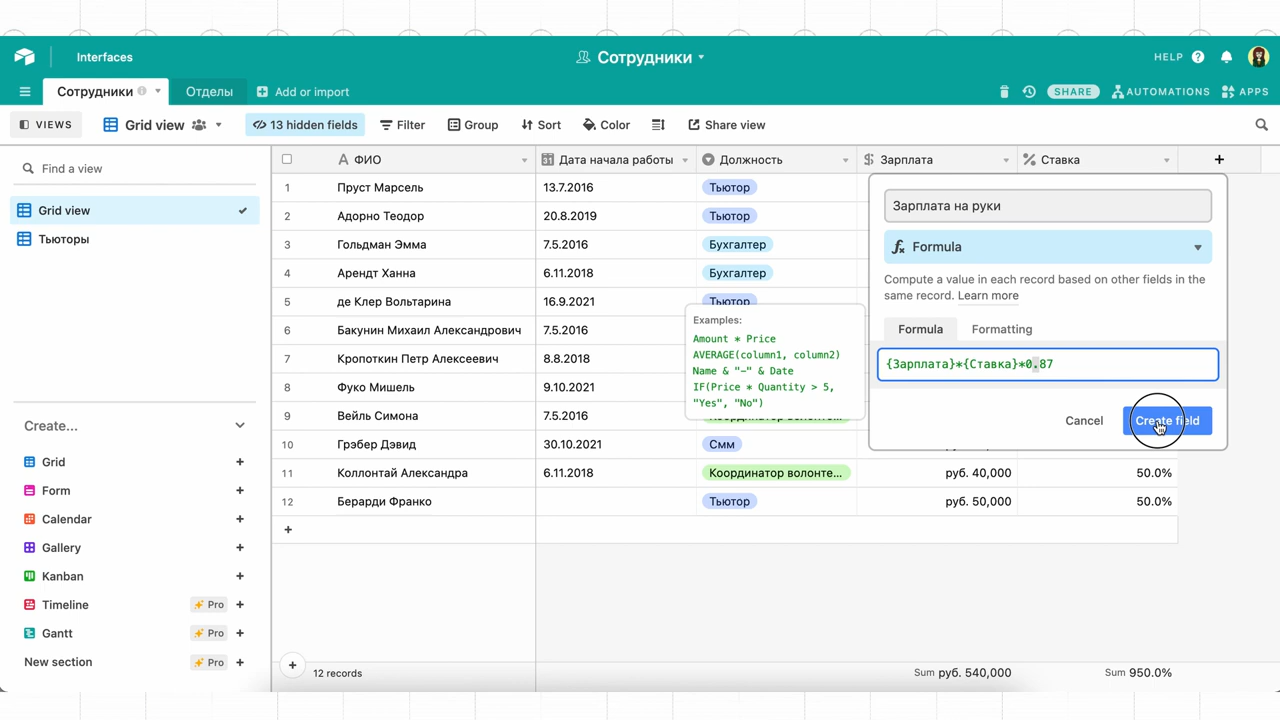 Interfaces
Сотрудники
HELP
Сотрудники
Отделы
Add or import
SHARE
AUTOMATIONS
APPS
VIEWS
Grid view
13 hidden fields
Filter
Group
Sort
Color
Share view
Find a view
Grid view
Тьюторы
Create...
Grid
Form
Calendar
Gallery
Kanban
Timeline
Pro
Gantt
Pro
New section
Pro
A ФИО
31 Дата начала работы
Должность
$ Зарплата
% Ставка
1 Пруст Марсель 13.7.2016 Тьютор
2 Адорно Теодор 20.8.2019 Тьютор
3 Гольдман Эмма 7.5.2016 Бухгалтер
4 Арендт Ханна 6.11.2018 Бухгалтер
5 де Клер Вольтарина 16.9.2021 Тьютор
6 Бакунин Михаил Александрович 7.5.2016
7 Кропоткин Петр Алексеевич 8.8.2018
8 Фуко Мишель 9.10.2021
9 Вейль Симона 7.5.2016
10 Грэбер Дэвид 30.10.2021 Смм
11 Коллонтай Александра 6.11.2018 Координатор волонте... руб. 40,000 50.0%
12 Берарди Франко Тьютор руб. 50,000 50.0%
12 records
Sum руб. 540,000
Sum 950.0%
Examples:
Amount * Price
AVERAGE(column1, column2)
Name & "-" & Date
IF(Price * Quantity > 5,
"Yes", "No")
Зарплата на руки
Formula
Compute a value in each record based on other fields in the
same record. Learn more
Formula
Formatting
{Зарплата}*{Ставка}*0.87
Cancel
Create field